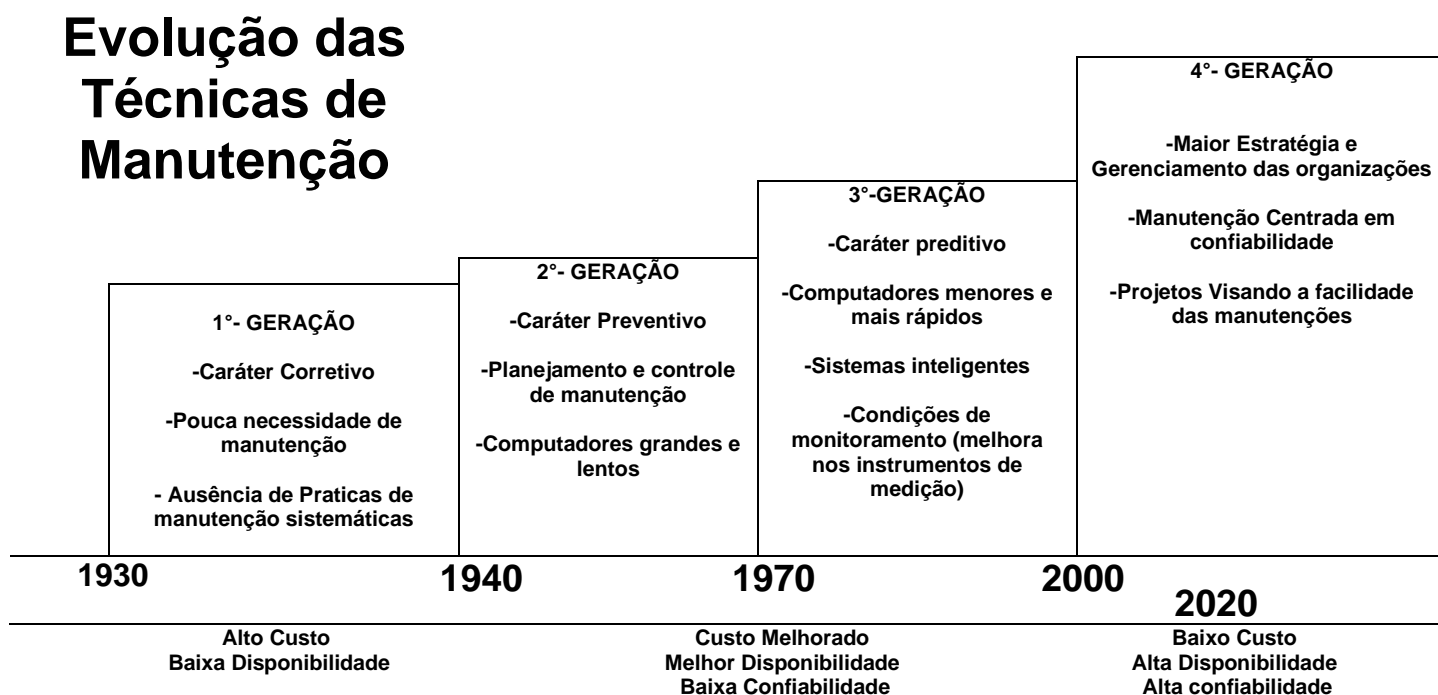 Evolução das
Técnicas de
Manutenção
1°- GERAÇÃO
-Caráter Corretivo
-Pouca necessidade de
manutenção
- Ausência de Praticas de
manutenção sistemáticas
2°- GERAÇÃO
-Caráter Preventivo
-Planejamento e controle
de manutenção
-Computadores grandes e
lentos
3°-GERAÇÃO
-Caráter preditivo
-Computadores menores e
mais rápidos
-Sistemas inteligentes
-Condições de
monitoramento (melhora
nos instrumentos de
medição)
4°- GERAÇÃO
-Maior Estratégia e
Gerenciamento das organizações
-Manutenção Centrada em
confiabilidade
-Projetos Visando a facilidade
das manutenções
1930
1940
1970
2000
2020
Alto Custo
Baixa Disponibilidade
Custo Melhorado
Melhor Disponibilidade
Baixa Confiabilidade
Baixo Custo
Alta Disponibilidade
Alta confiabilidade